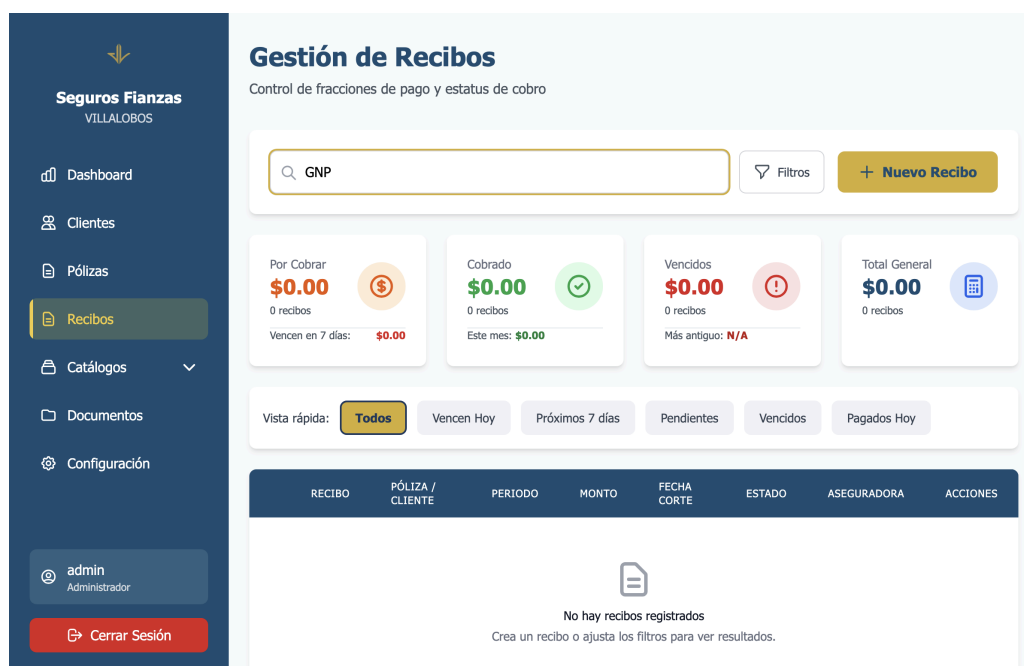 Seguros Fianzas
VILLALOBOS
Dashboard
Clientes
Pólizas
Recibos
Catálogos
Documentos
Configuración
admin
Administrador
Cerrar Sesión
Gestión de Recibos
Control de fracciones de pago y estatus de cobro
GNP
Filtros
Nuevo Recibo
Por Cobrar
$0.00
0 recibos
Vencen en 7 días: $0.00
Cobrado
$0.00
0 recibos
Este mes: $0.00
Vencidos
$0.00
0 recibos
Más antiguo: N/A
Total General
$0.00
0 recibos
Vista rápida: Todos Vencen Hoy Próximos 7 días Pendientes Vencidos Pagados Hoy
RECIBO
PÓLIZA /
CLIENTE
PERIODO
MONTO
FECHA
CORTE
ESTADO
ASEGURADORA
ACCIONES
No hay recibos registrados
Crea un recibo o ajusta los filtros para ver resultados.